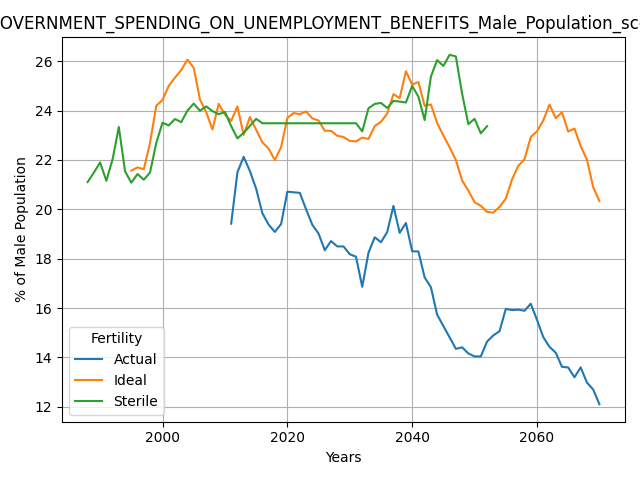 OVERNMENT_SPENDING_ON_UNEMPLOYMENT_BENEFITS_Male_Population_sc
% of Male Population
26
24
22
20
18
16
14
12
Fertility
Actual
Ideal
Sterile
2000 2020 2040 2060
Years